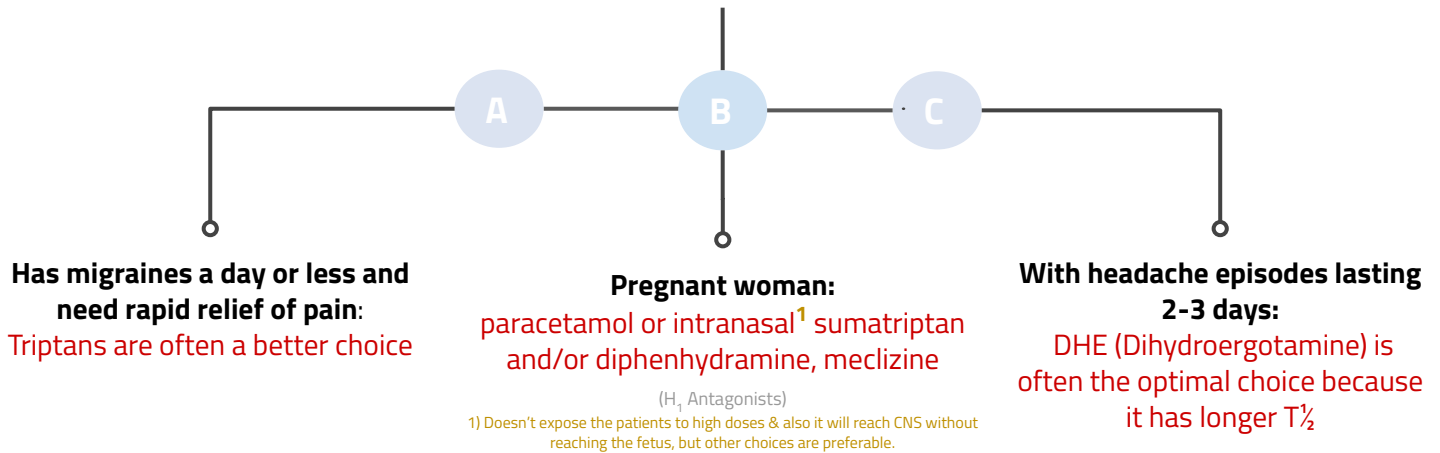 A
B
C
Has migraines a day or less and
need rapid relief of pain:
Triptans are often a better choice
Pregnant woman:
paracetamol or intranasal¹ sumatriptan
and/or diphenhydramine, meclizine
(H₁ Antagonists)
1) Doesn’t expose the patients to high doses & also it will reach CNS without
reaching the fetus, but other choices are preferable.
With headache episodes lasting
2-3 days:
DHE (Dihydroergotamine) is
often the optimal choice because
it has longer T½